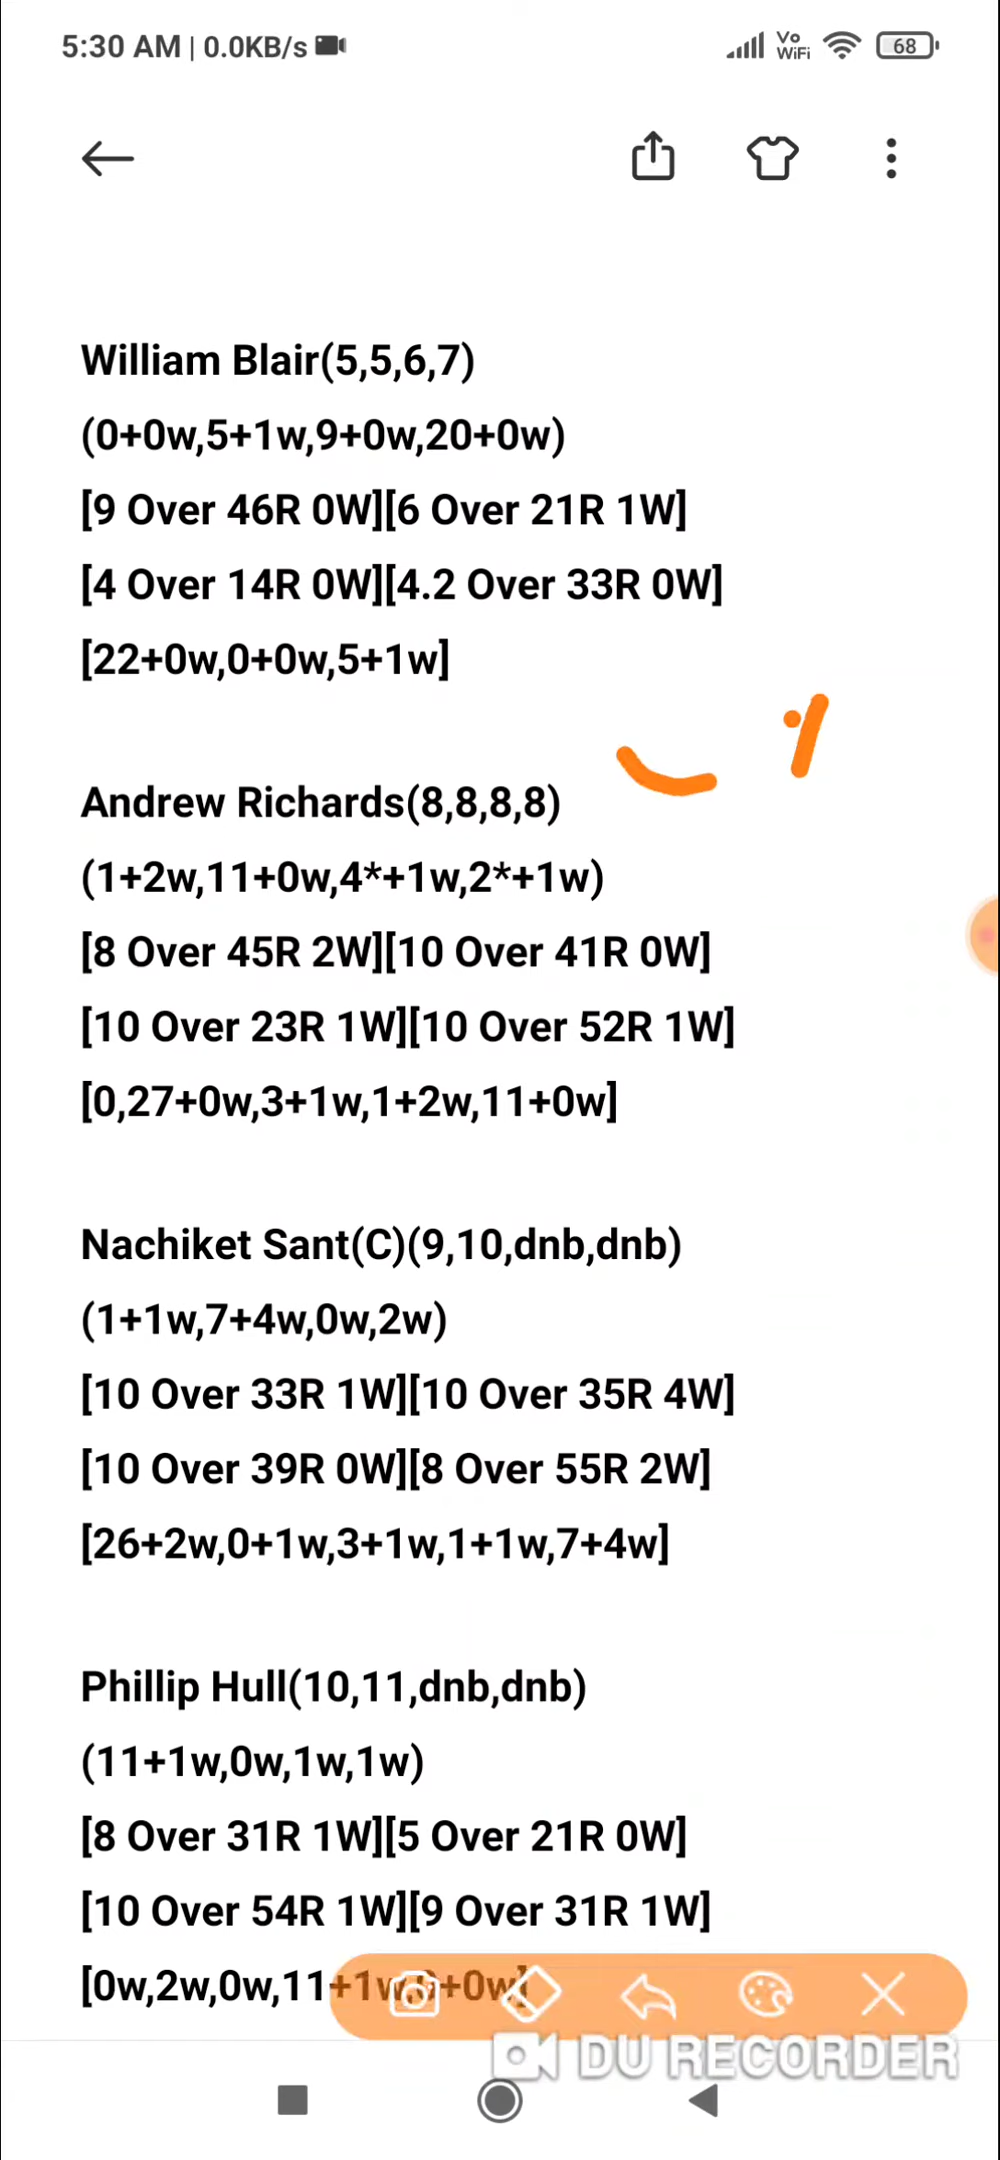 5:30 AM | 0.0KB/s
Vo
WiFi
68
William Blair(5,5,6,7)
(0+0w,5+1w,9+0w,20+0w)
[9 Over 46R 0W][6 Over 21R 1W]
[4 Over 14R 0W][4.2 Over 33R 0W]
[22+0w,0+0w,5+1w]
Andrew Richards(8,8,8,8)
(1+2w,11+0w,4*+1w,2*+1w)
[8 Over 45R 2W][10 Over 41R 0W]
[10 Over 23R 1W][10 Over 52R 1W]
[0,27+0w,3+1w,1+2w,11+0w]
Nachiket Sant(C)(9,10,dnb,dnb)
(1+1w,7+4w,0w,2w)
[10 Over 33R 1W][10 Over 35R 4W]
[10 Over 39R 0W][8 Over 55R 2W]
[26+2w,0+1w,3+1w,1+1w,7+4w]
Phillip Hull(10,11,dnb,dnb)
(11+1w,0w,1w,1w)
[8 Over 31R 1W][5 Over 21R 0W]
[10 Over 54R 1W][9 Over 31R 1W]
[0w,2w,0w,11+1w,
DU RECORDER